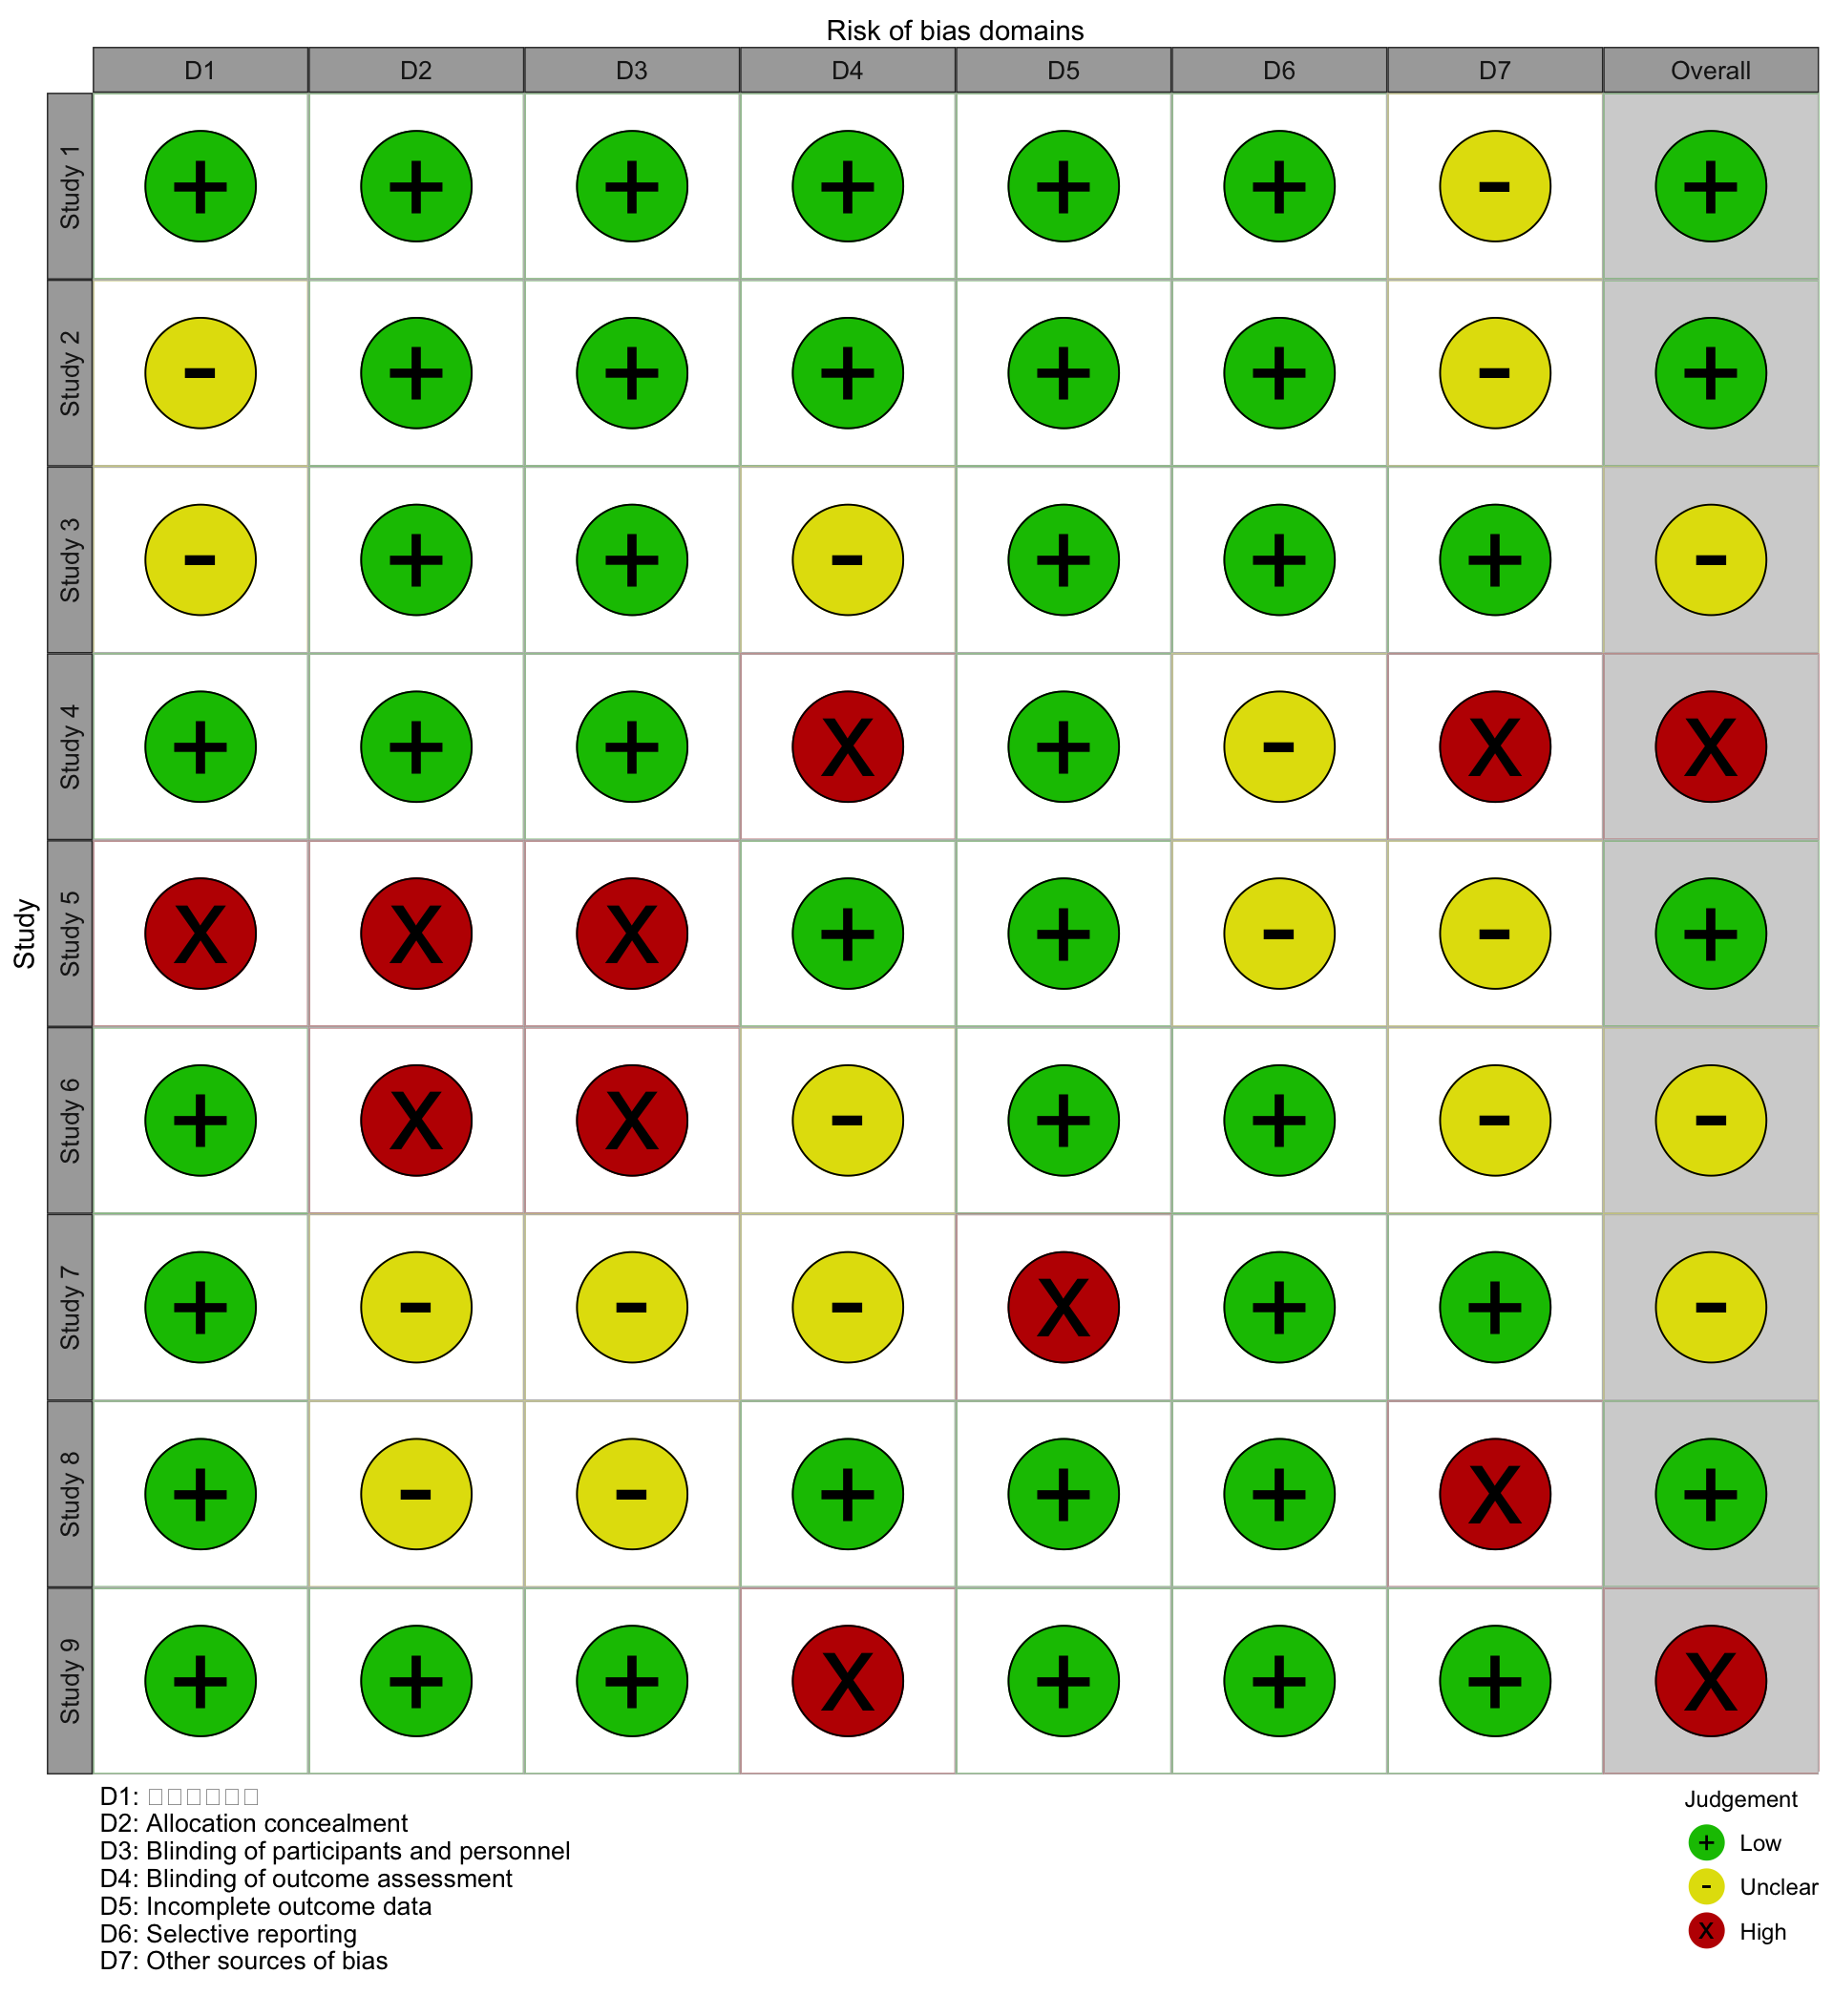 Risk of bias domains
D1 D2 D3 D4 D5 D6 D7 Overall
Study
Study 1 + + + + + + - +
Study 2 - + + + + + - +
Study 3 - + + - + + + -
Study 4 + + + X + - X X
Study 5 X X X + + - - +
Study 6 + X X - + + - -
Study 7 + - - - X + + -
Study 8 + - - + + + X +
Study 9 + + + X + + + X
D1:
D2: Allocation concealment
D3: Blinding of participants and personnel
D4: Blinding of outcome assessment
D5: Incomplete outcome data
D6: Selective reporting
D7: Other sources of bias
Judgement
+ Low
- Unclear
X High